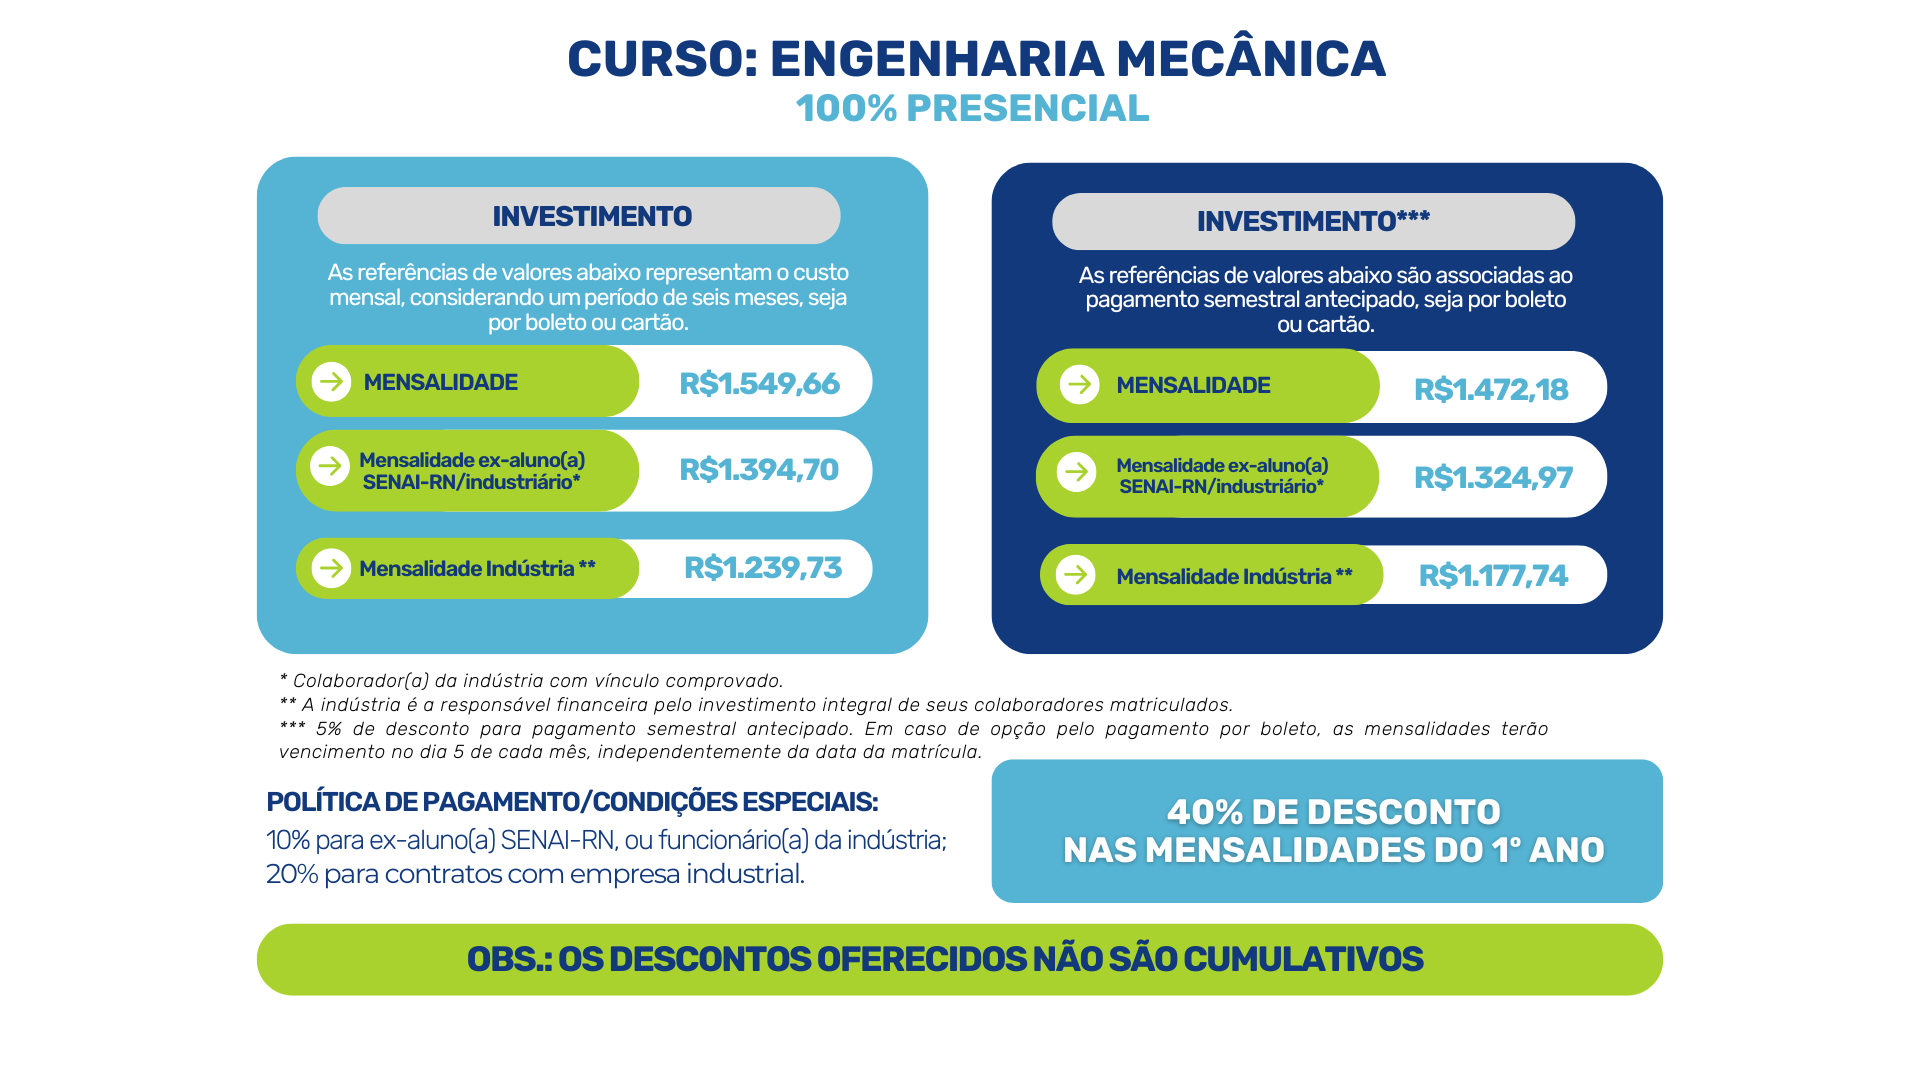 CURSO: ENGENHARIA MECÂNICA
100% PRESENCIAL
INVESTIMENTO
As referências de valores abaixo representam o custo
mensal, considerando um período de seis meses, seja
por boleto ou cartão.
MENSALIDADE
R$1.549,66
Mensalidade ex-aluno(a)
SENAI-RN/industriário*
R$1.394,70
Mensalidade Indústria **
R$1.239,73
INVESTIMENTO***
As referências de valores abaixo são associadas ao
pagamento semestral antecipado, seja por boleto
ou cartão.
MENSALIDADE
R$1.472,18
Mensalidade ex-aluno(a)
SENAI-RN/industriário*
R$1.324,97
Mensalidade Indústria **
R$1.177,74
* Colaborador(a) da indústria com vínculo comprovado.
** A indústria é a responsável financeira pelo investimento integral de seus colaboradores matriculados.
*** 5% de desconto para pagamento semestral antecipado. Em caso de opção pelo pagamento por boleto, as mensalidades terão
vencimento no dia 5 de cada mês, independentemente da data da matrícula.
POLÍTICA DE PAGAMENTO/CONDIÇÕES ESPECIAIS:
10% para ex-aluno(a) SENAI-RN, ou funcionário(a) da indústria;
20% para contratos com empresa industrial.
40% DE DESCONTO
NAS MENSALIDADES DO 1º ANO
OBS.: OS DESCONTOS OFERECIDOS NÃO SÃO CUMULATIVOS